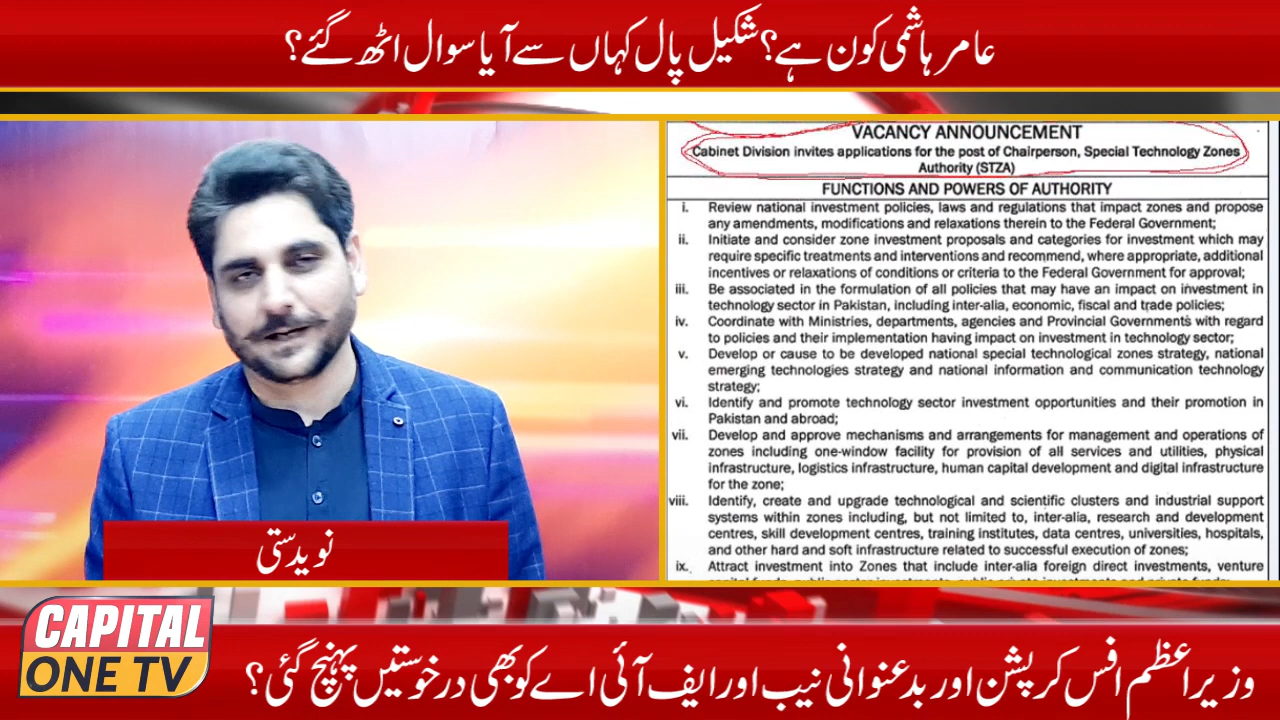 عامر ہاشمی کون ہے؟ شکیل پال کہاں سے آیا سوال اٹھ گئے؟
VACANCY ANNOUNCEMENT
Cabinet Division invites applications for the post of Chairperson, Special Technology Zones
Authority (STZA)
FUNCTIONS AND POWERS OF AUTHORITY
i. Review national investment policies, laws and regulations that impact zones and propose
any amendments, modifications and relaxations therein to the Federal Government;
ii. Initiate and consider zone investment proposals and categories for investment which may
require specific treatments and interventions and recommend, where appropriate, additional
incentives or relaxations of conditions or criteria to the Federal Government for approval;
iii. Be associated in the formulation of all policies that may have an impact on investment in
technology sector in Pakistan, including inter-alia, economic, fiscal and trade policies;
iv. Coordinate with Ministries, departments, agencies and Provincial Governments with regard
to policies and their implementation having impact on investment in technology sector;
v. Develop or cause to be developed national special technological zones strategy, national
emerging technologies strategy and national information and communication technology
strategy;
vi. Identify and promote technology sector investment opportunities and their promotion in
Pakistan and abroad;
vii. Develop and approve mechanisms and arrangements for management and operations of
zones including one-window facility for provision of all services and utilities, physical
infrastructure, logistics infrastructure, human capital development and digital infrastructure
for the zone;
viii. Identify, create and upgrade technological and scientific clusters and industrial support
systems within zones including, but not limited to, inter-alia, research and development
centres, skill development centres, training institutes, data centres, universities, hospitals,
and other hard and soft infrastructure related to successful execution of zones;
ix. Attract investment into Zones that include inter-alia foreign direct investments, venture
نوید ستی
CAPITAL
ONE TV
وزیراعظم افس کرپشن اور بدعنوانی نیب اور ایف آئی اے کو بھی درخوستیں پہنچ گئی؟